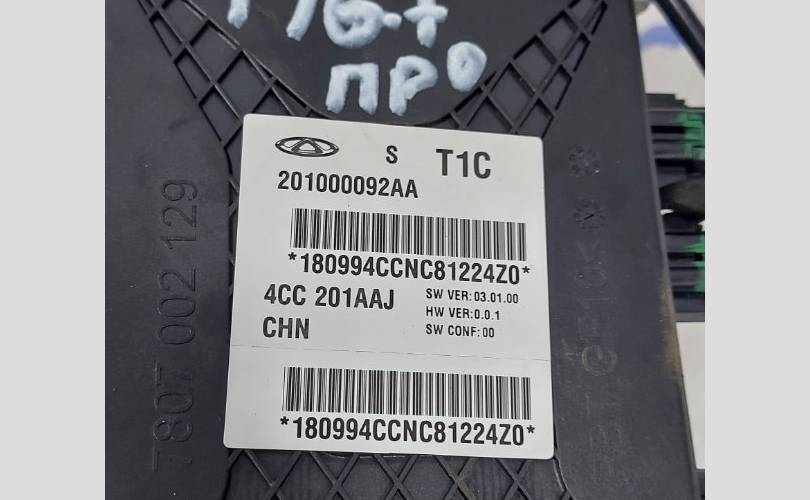 ПРО
S T1C
201000092AA
*180994CCNC81224Z0*
4CC 201AAJ
SW VER: 03.01.00
HW VER:0.0.1
CHN
SW CONF:00
*180994CCNC81224Z0*
7807 002 129